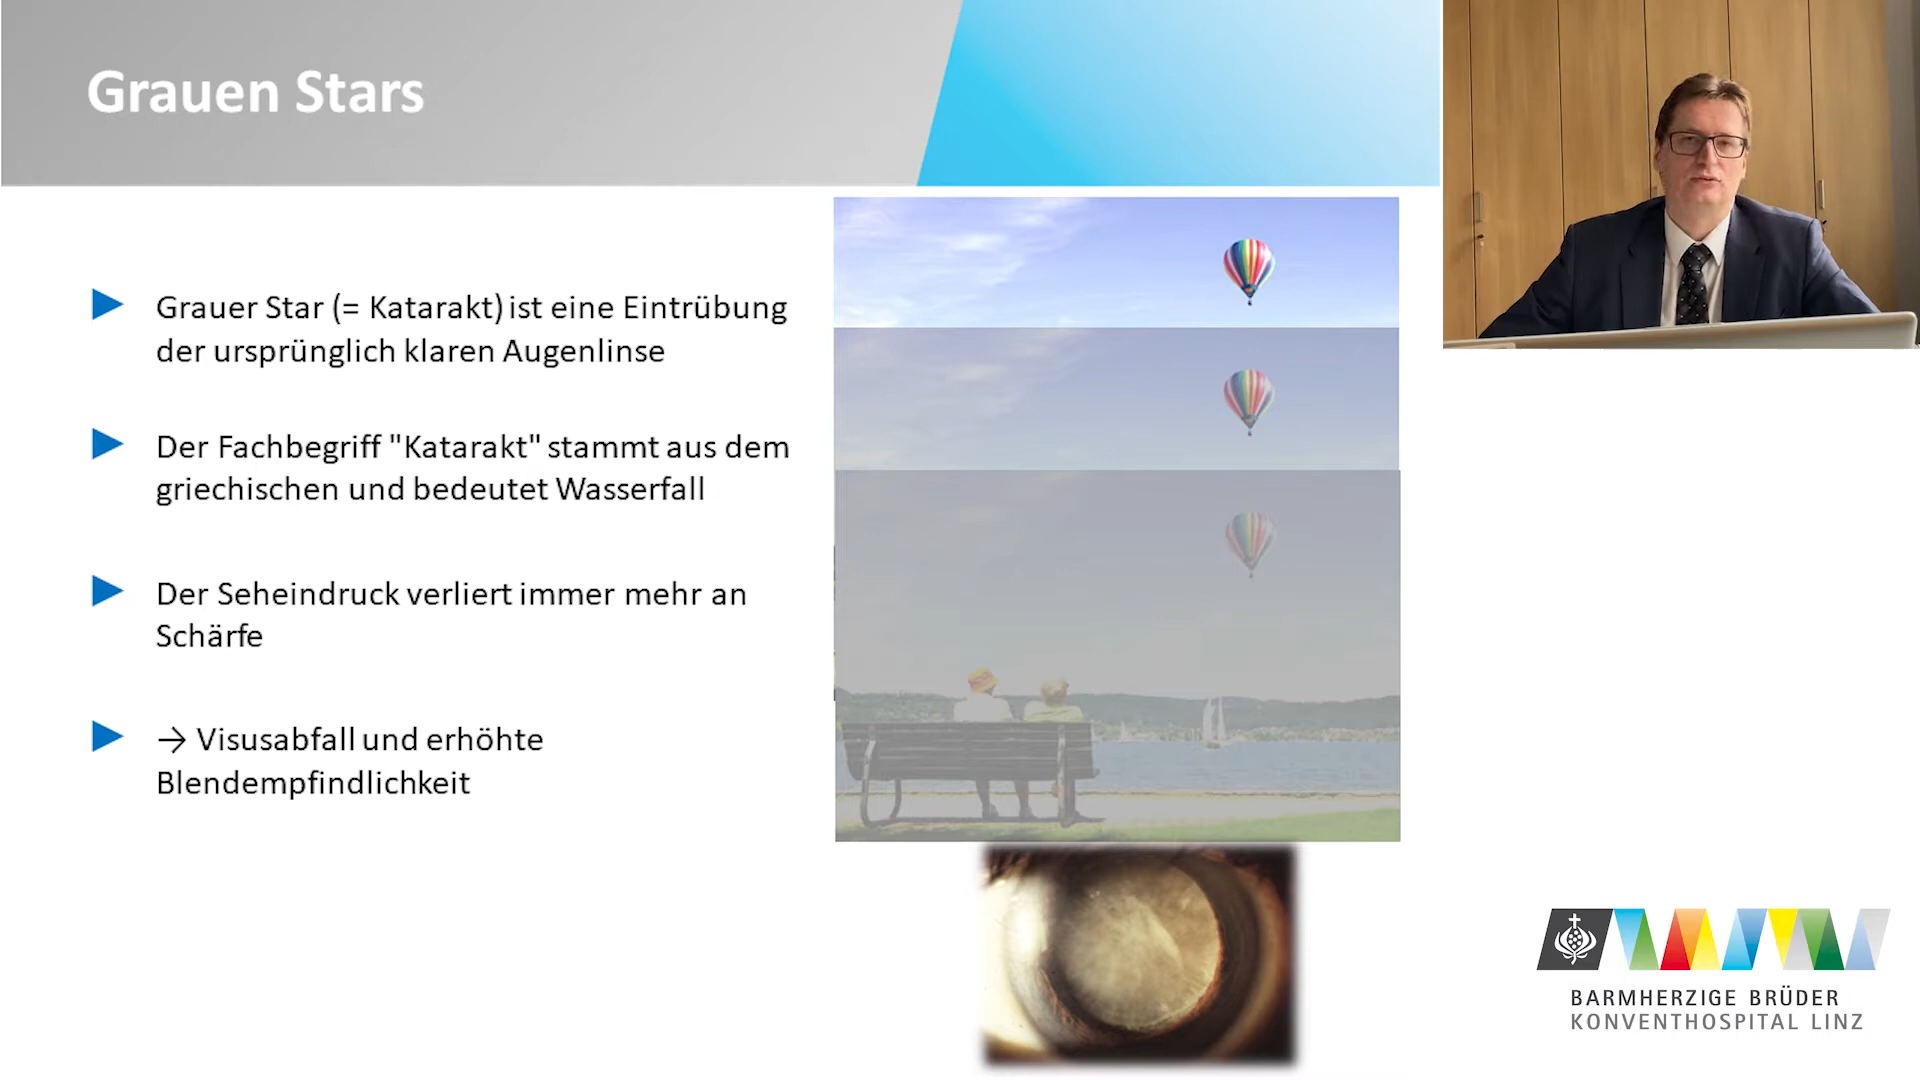 Grauen Stars
Grauer Star (= Katarakt) ist eine Eintrübung
der ursprünglich klaren Augenlinse
Der Fachbegriff "Katarakt" stammt aus dem
griechischen und bedeutet Wasserfall
Der Seheindruck verliert immer mehr an
Schärfe
→ Visusabfall und erhöhte
Blendempfindlichkeit
BARMHERZIGE BRÜDER
KONVENTHOSPITAL LINZ